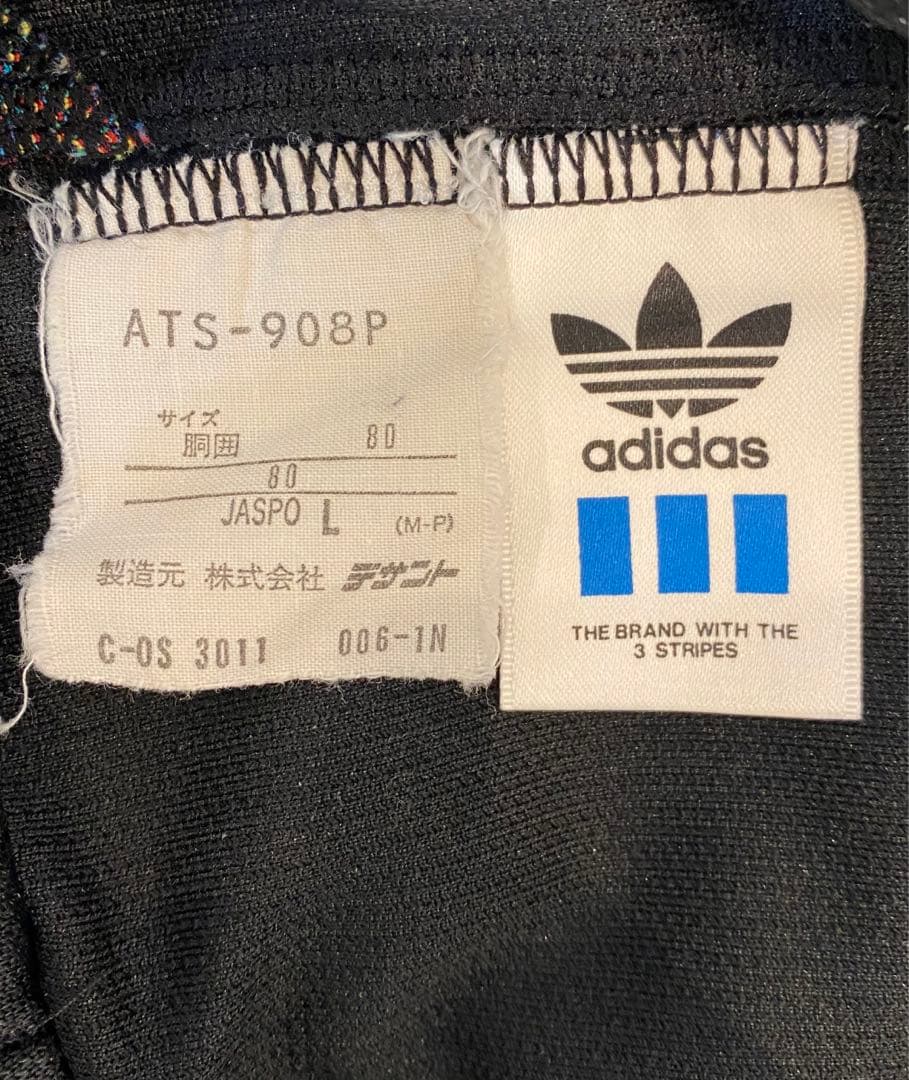 ATS-908P
サイズ
胴囲 80
80
JASPO L (M-P)
製造元 株式会社 デサント
C-OS 3011 006-1N
adidas
THE BRAND WITH THE
3 STRIPES